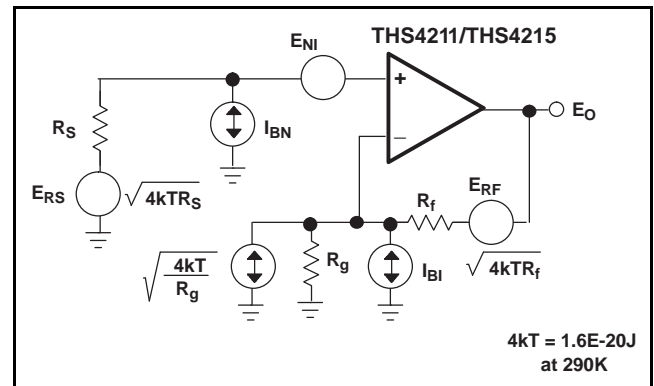 THS4211/THS4215
E_NI
+
E_O
R_S
I_BN
−
E_RS
√4kTR_S
R_f
E_RF
√(4kT/R_g)
R_g
I_BI
√4kTR_f
4kT = 1.6E-20J
at 290K